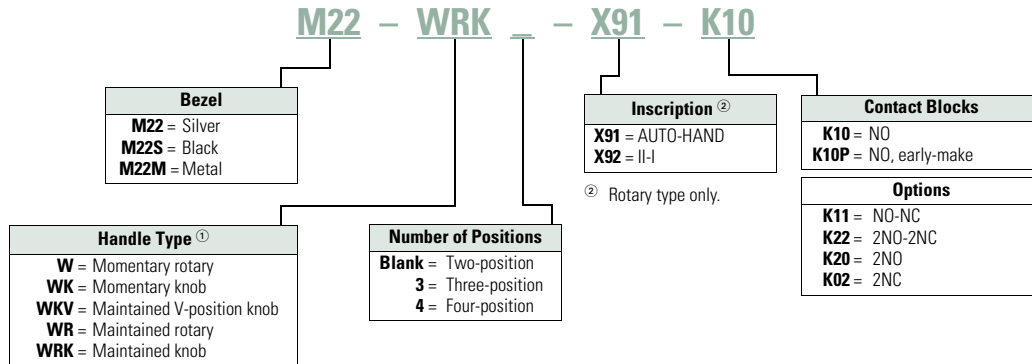 M22 – WRK _ – X91 – K10
Bezel
M22 = Silver
M22S = Black
M22M = Metal
Inscription ②
X91 = AUTO-HAND
X92 = II-I
② Rotary type only.
Contact Blocks
K10 = NO
K10P = NO, early-make
Options
K11 = NO-NC
K22 = 2NO-2NC
K20 = 2NO
K02 = 2NC
Handle Type ①
W = Momentary rotary
WK = Momentary knob
WKV = Maintained V-position knob
WR = Maintained rotary
WRK = Maintained knob
Number of Positions
Blank = Two-position
3 = Three-position
4 = Four-position